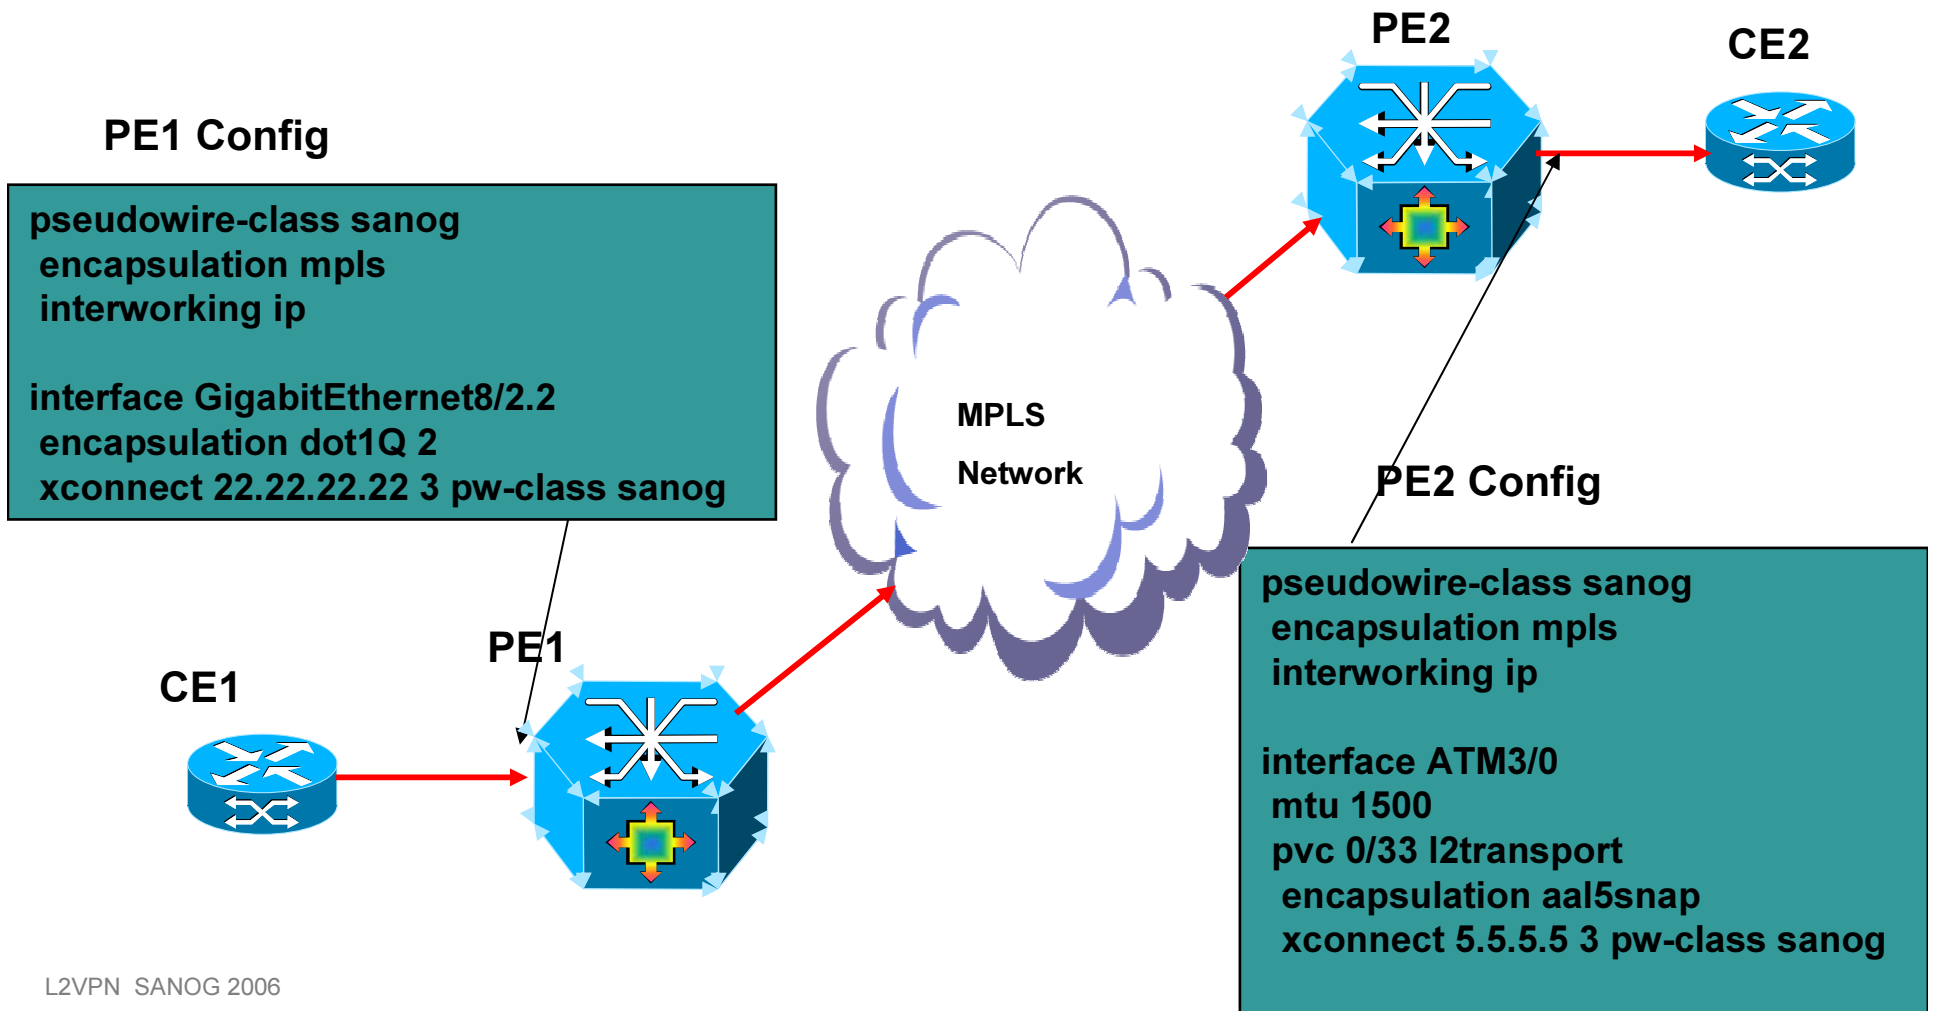 PE2
CE2
PE1 Config
pseudowire-class sanog
encapsulation mpls
interworking ip
interface GigabitEthernet8/2.2
encapsulation dot1Q 2
xconnect 22.22.22.22 3 pw-class sanog
MPLS
Network
PE2 Config
pseudowire-class sanog
encapsulation mpls
interworking ip
interface ATM3/0
mtu 1500
pvc 0/33 l2transport
encapsulation aal5snap
xconnect 5.5.5.5 3 pw-class sanog
PE1
CE1
L2VPN SANOG 2006